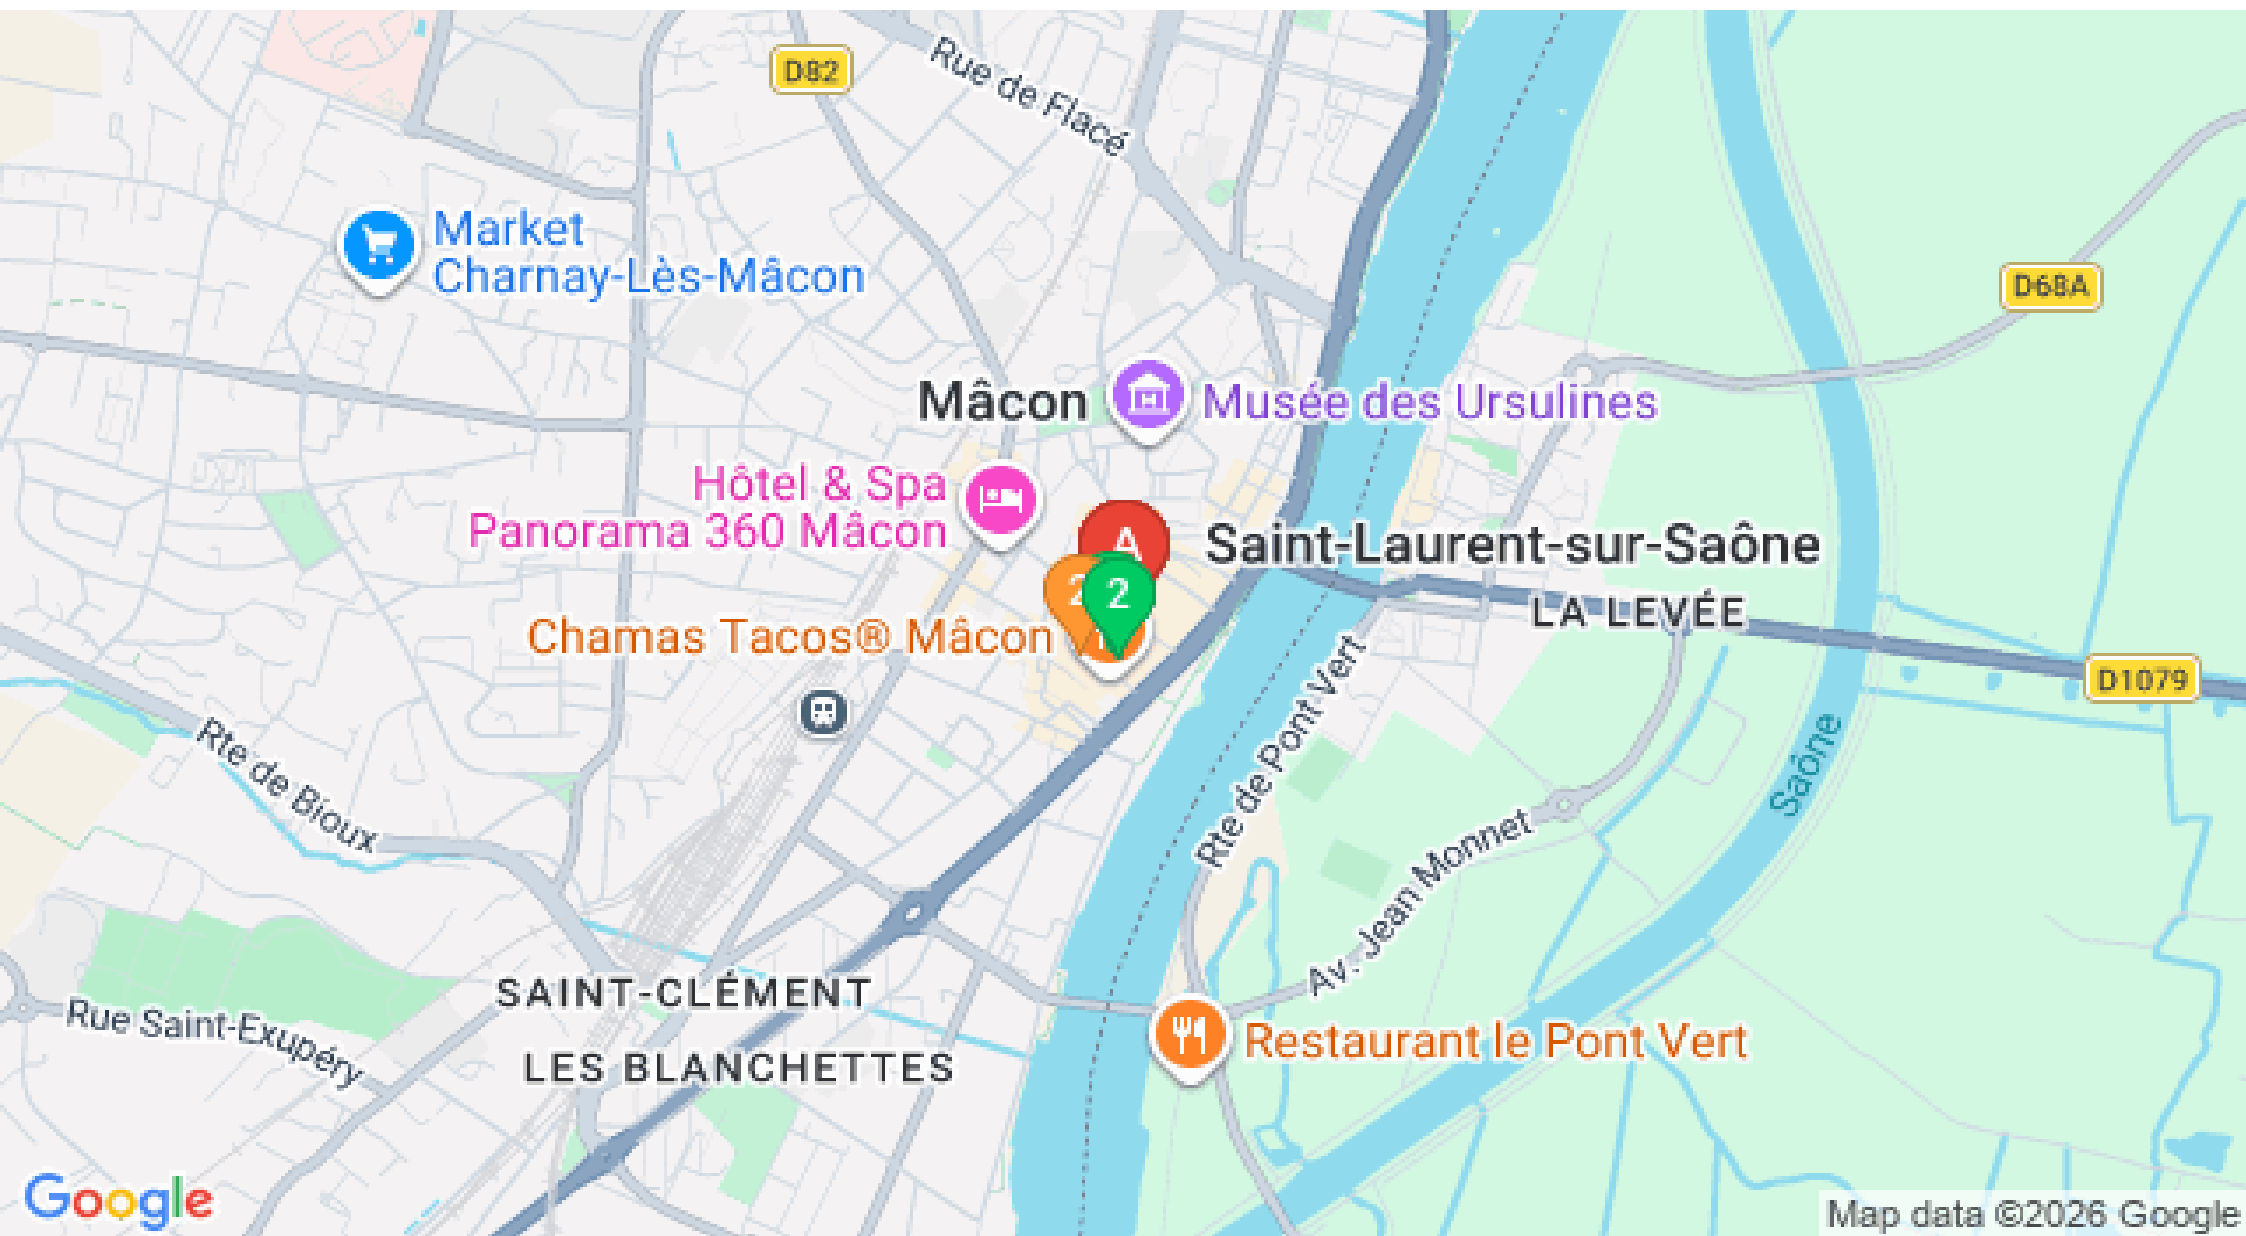 D82
Rue de Flacé
Market
Charnay-Lès-Mâcon
D68A
Mâcon
Musée des Ursulines
Hôtel & Spa
Panorama 360 Mâcon
A
Saint-Laurent-sur-Saône
2
2
LA LEVÉE
Chamas Tacos® Mâcon
D1079
Rte de Pont Vert
Saône
Rte de Bioux
Av. Jean Monnet
SAINT-CLÉMENT
Rue Saint-Exupéry
Restaurant le Pont Vert
LES BLANCHETTES
Google
Map data ©2026 Google